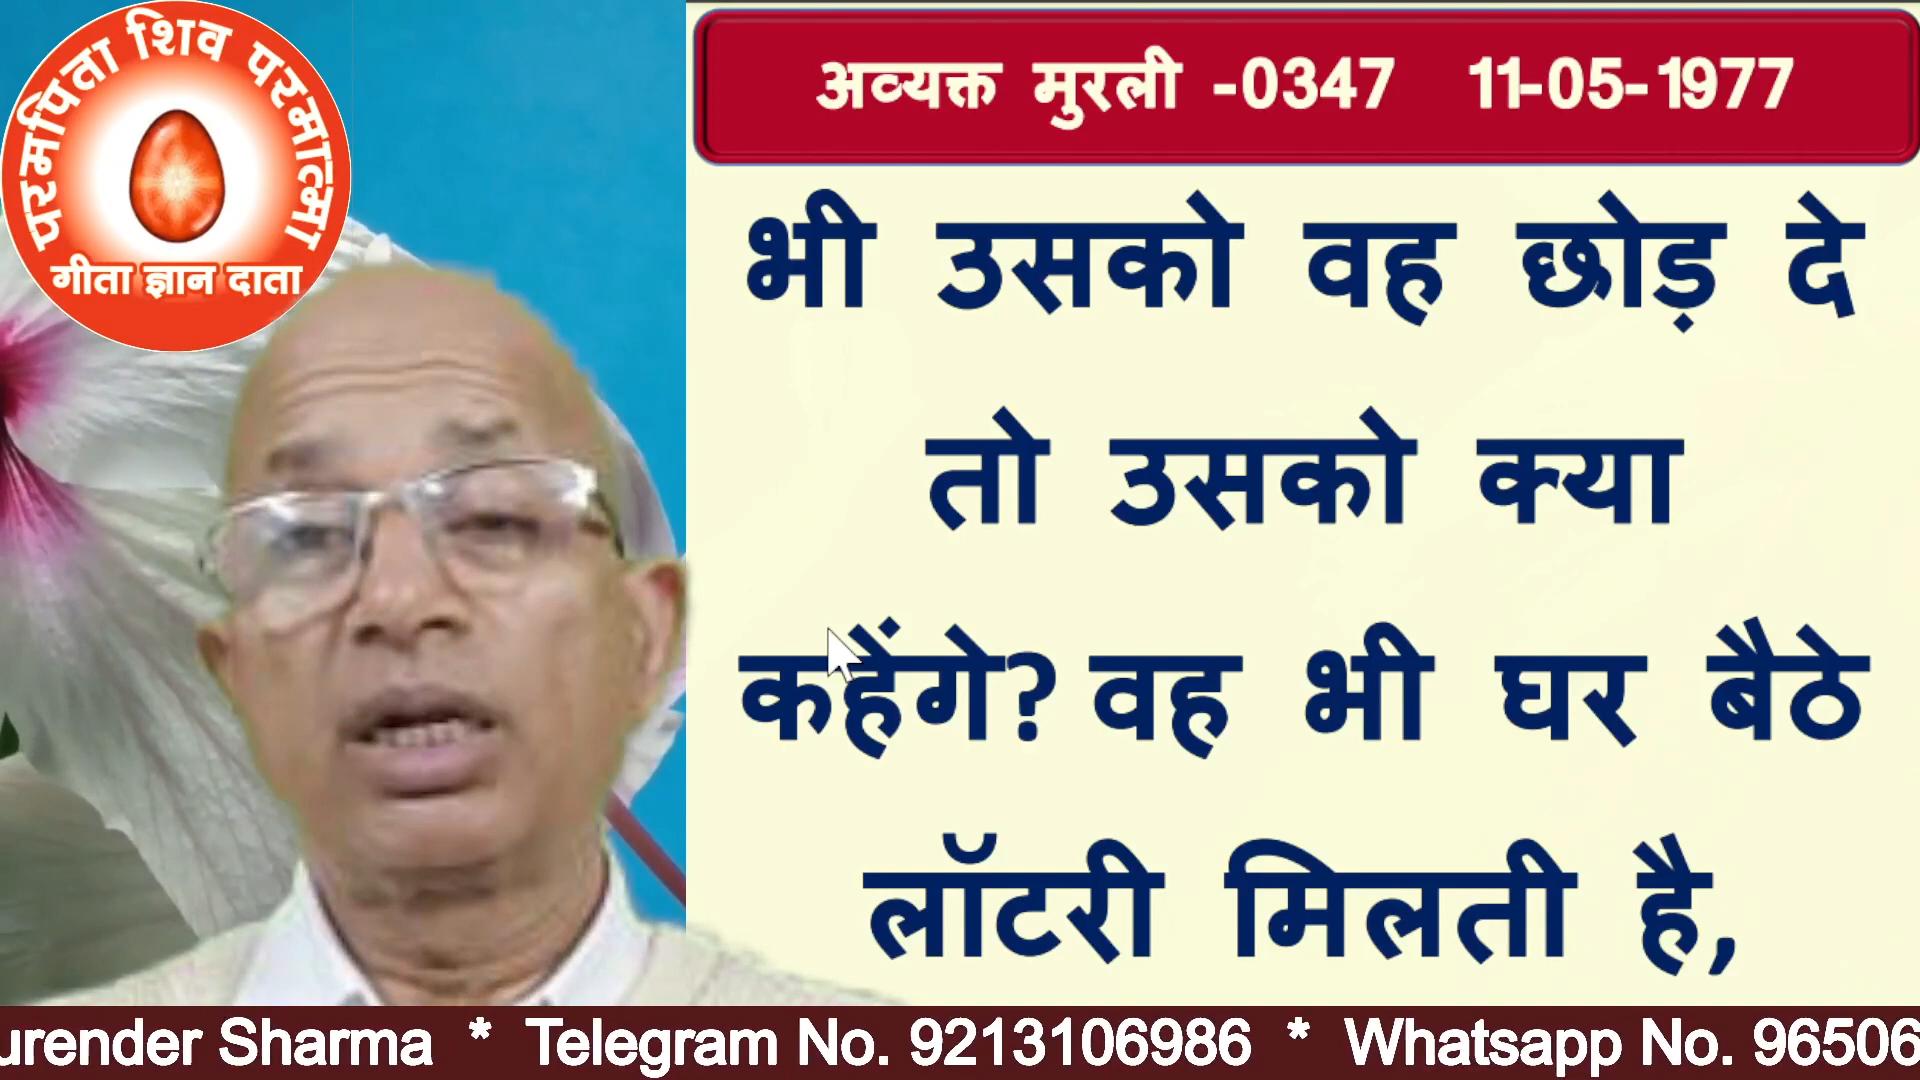 परमपिता शिव परमात्मा
गीता ज्ञान दाता
अव्यक्त मुरली -0347 11-05-1977
भी उसको वह छोड़ दे
तो उसको क्या
कहेंगे? वह भी घर बैठे
लॉटरी मिलती है,
urender Sharma * Telegram No. 9213106986 * Whatsapp No. 96506